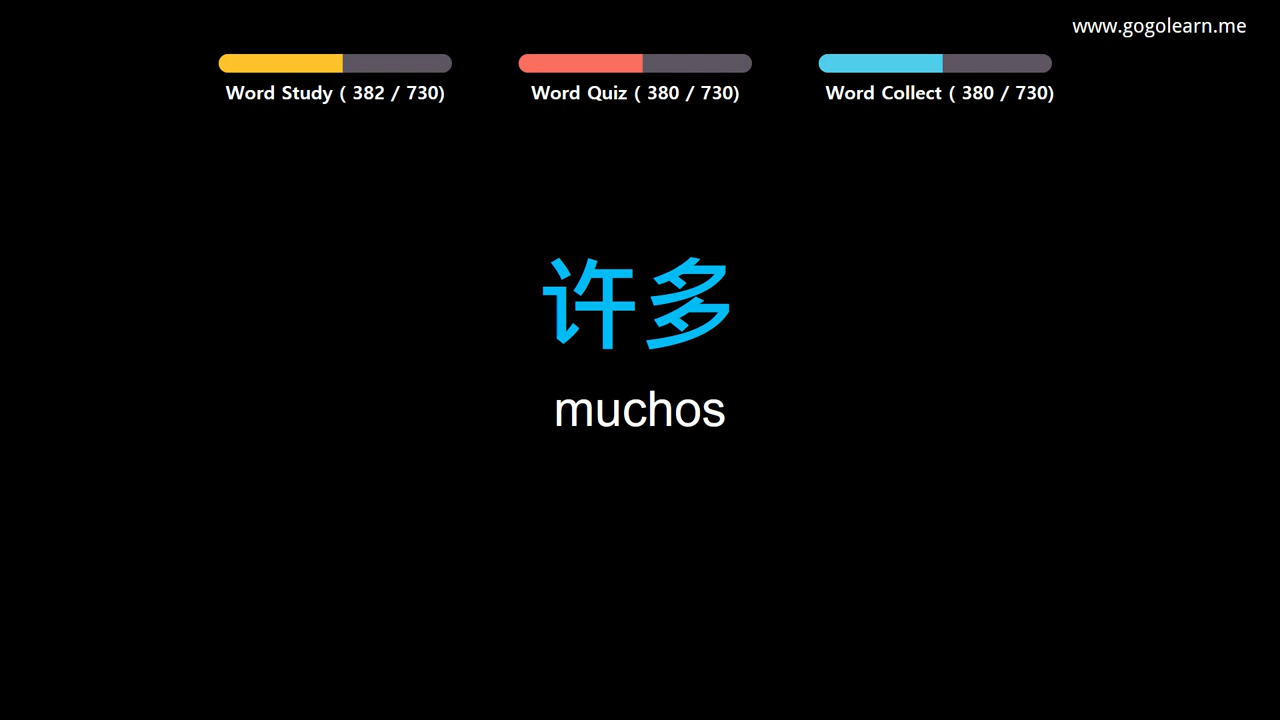 www.gogolearn.me
Word Study ( 382 / 730)
Word Quiz ( 380 / 730)
Word Collect ( 380 / 730)
许多
muchos